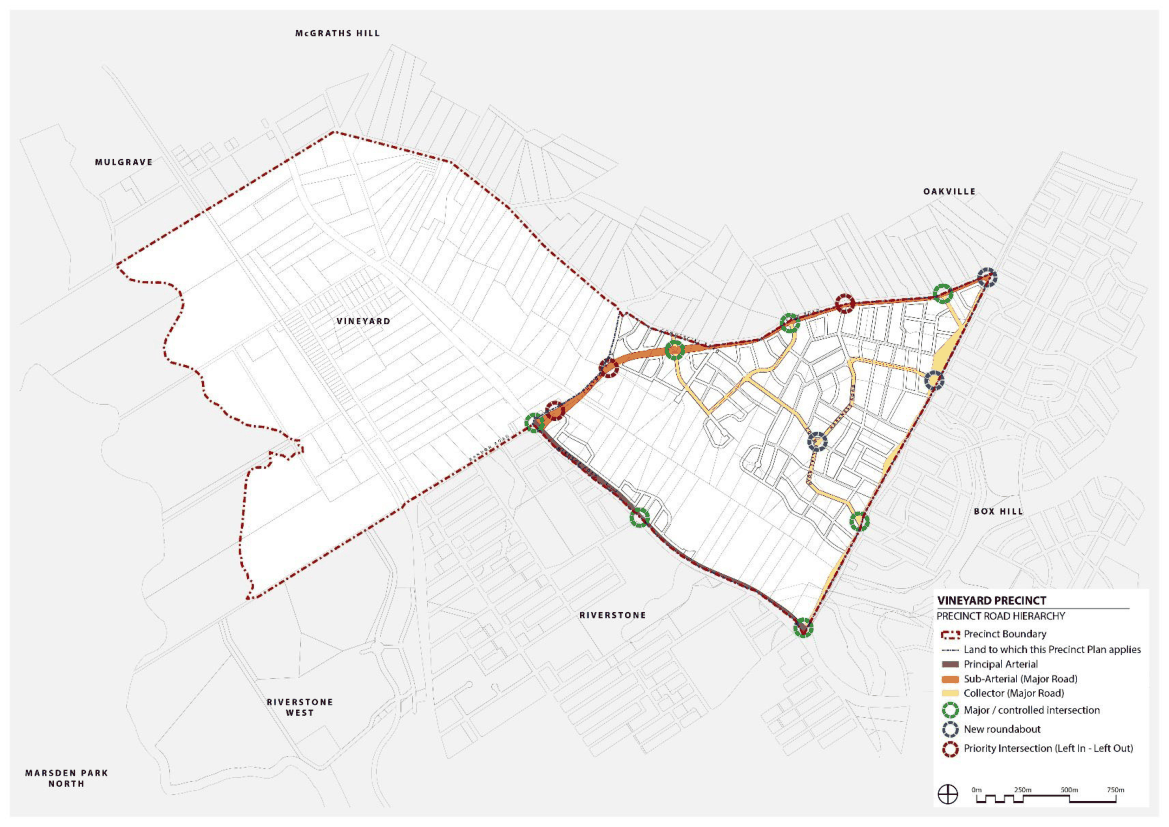 McGRATHS HILL
MULGRAVE
OAKVILLE
VINEYARD
BOX HILL
RIVERSTONE
RIVERSTONE
WEST
MARSDEN PARK
NORTH
VINEYARD PRECINCT
PRECINCT ROAD HIERARCHY
Precinct Boundary
Land to which this Precinct Plan applies
Principal Arterial
Sub-Arterial (Major Road)
Collector (Major Road)
Major / controlled intersection
New roundabout
Priority Intersection (Left In - Left Out)
0m 250m 500m 750m